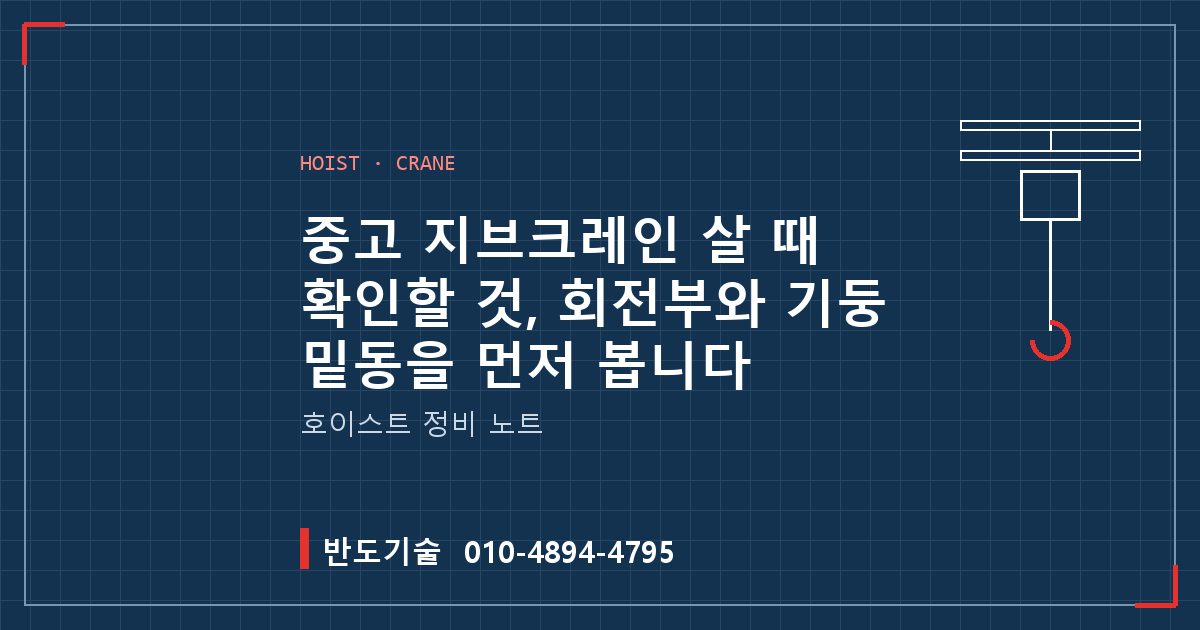 HOIST · CRANE
중고 지브크레인 살 때
확인할 것, 회전부와 기둥
밑동을 먼저 봅니다
호이스트 정비 노트
반도기술 010-4894-4795